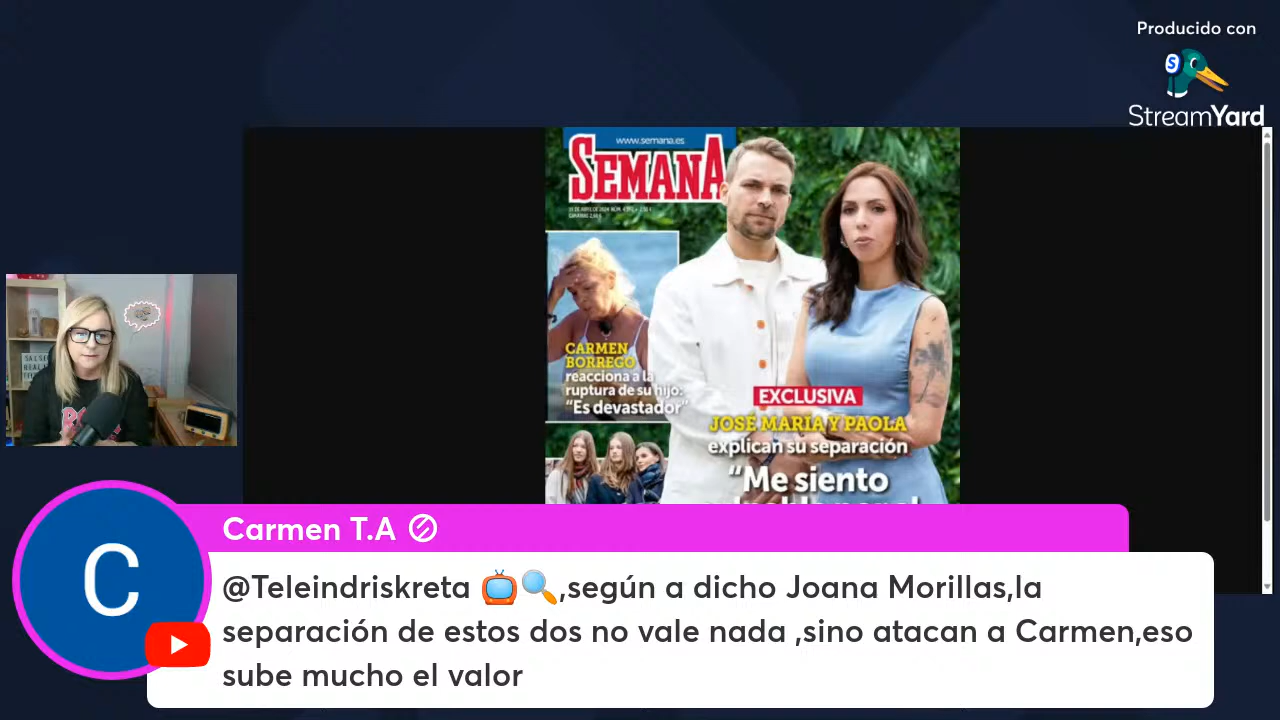 Producido con
StreamYard
www.semana.es
SEMANA
CARMEN
BORREGO
reacciona a la
ruptura de su hijo:
“Es devastador”
EXCLUSIVA
JOSÉ MARÍA Y PAOLA
explican su separación
“Me siento
Carmen T.A
@Teleindriskreta 📺🔍,según a dicho Joana Morillas,la
separación de estos dos no vale nada ,sino atacan a Carmen,eso
sube mucho el valor
C